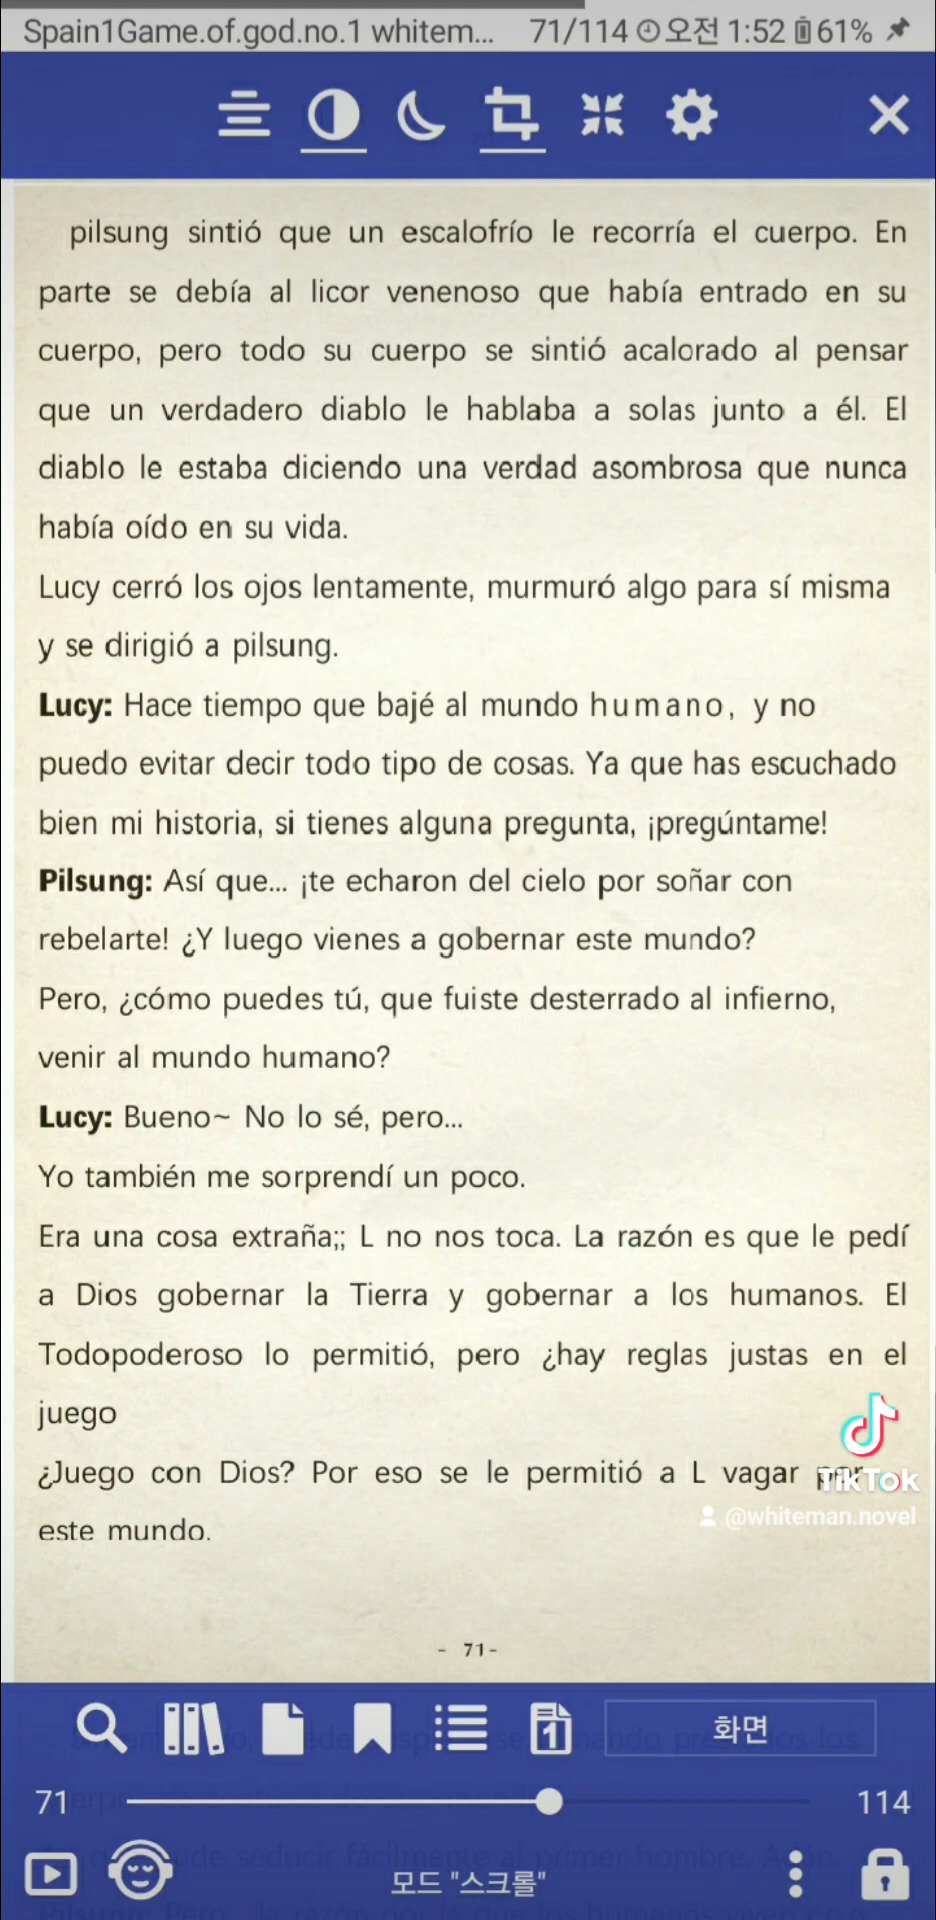 Spain1Game.of.god.no.1 whitem... 71/114 오전 1:52 61%
pilsung sintió que un escalofrío le recorría el cuerpo. En
parte se debía al licor venenoso que había entrado en su
cuerpo, pero todo su cuerpo se sintió acalorado al pensar
que un verdadero diablo le hablaba a solas junto a él. El
diablo le estaba diciendo una verdad asombrosa que nunca
había oído en su vida.
Lucy cerró los ojos lentamente, murmuró algo para sí misma
y se dirigió a pilsung.
Lucy: Hace tiempo que bajé al mundo humano, y no
puedo evitar decir todo tipo de cosas. Ya que has escuchado
bien mi historia, si tienes alguna pregunta, ¡pregúntame!
Pilsung: Así que... ¡te echaron del cielo por soñar con
rebelarte! ¿Y luego vienes a gobernar este mundo?
Pero, ¿cómo puedes tú, que fuiste desterrado al infierno,
venir al mundo humano?
Lucy: Bueno~ No lo sé, pero...
Yo también me sorprendí un poco.
Era una cosa extraña;; L no nos toca. La razón es que le pedí
a Dios gobernar la Tierra y gobernar a los humanos. El
Todopoderoso lo permitió, pero ¿hay reglas justas en el
juego
¿Juego con Dios? Por eso se le permitió a L vagar por
TikTok
@whiteman.novel
este mundo.
- 71 -
1
화면
71 114
seducir fácilmente al primer hombre,
모드 "스크롤"